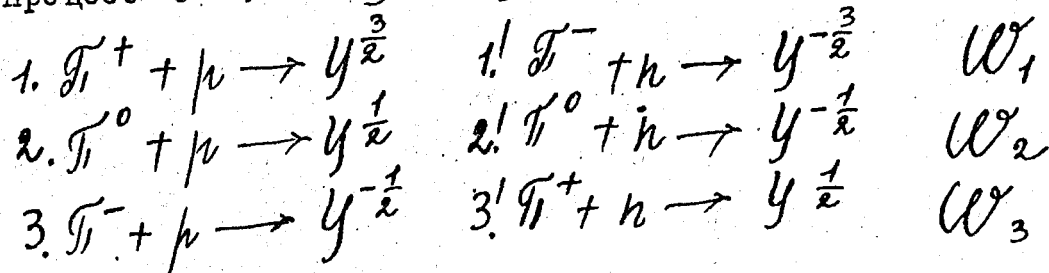 процесс
1. π⁺ + p → Y^{3/2} 1! π⁻ + n → Y^{-3/2} W₁
2. π⁰ + p → Y^{1/2} 2! π⁰ + n → Y^{-1/2} W₂
3. π⁻ + p → Y^{-1/2} 3! π⁺ + n → Y^{1/2} W₃